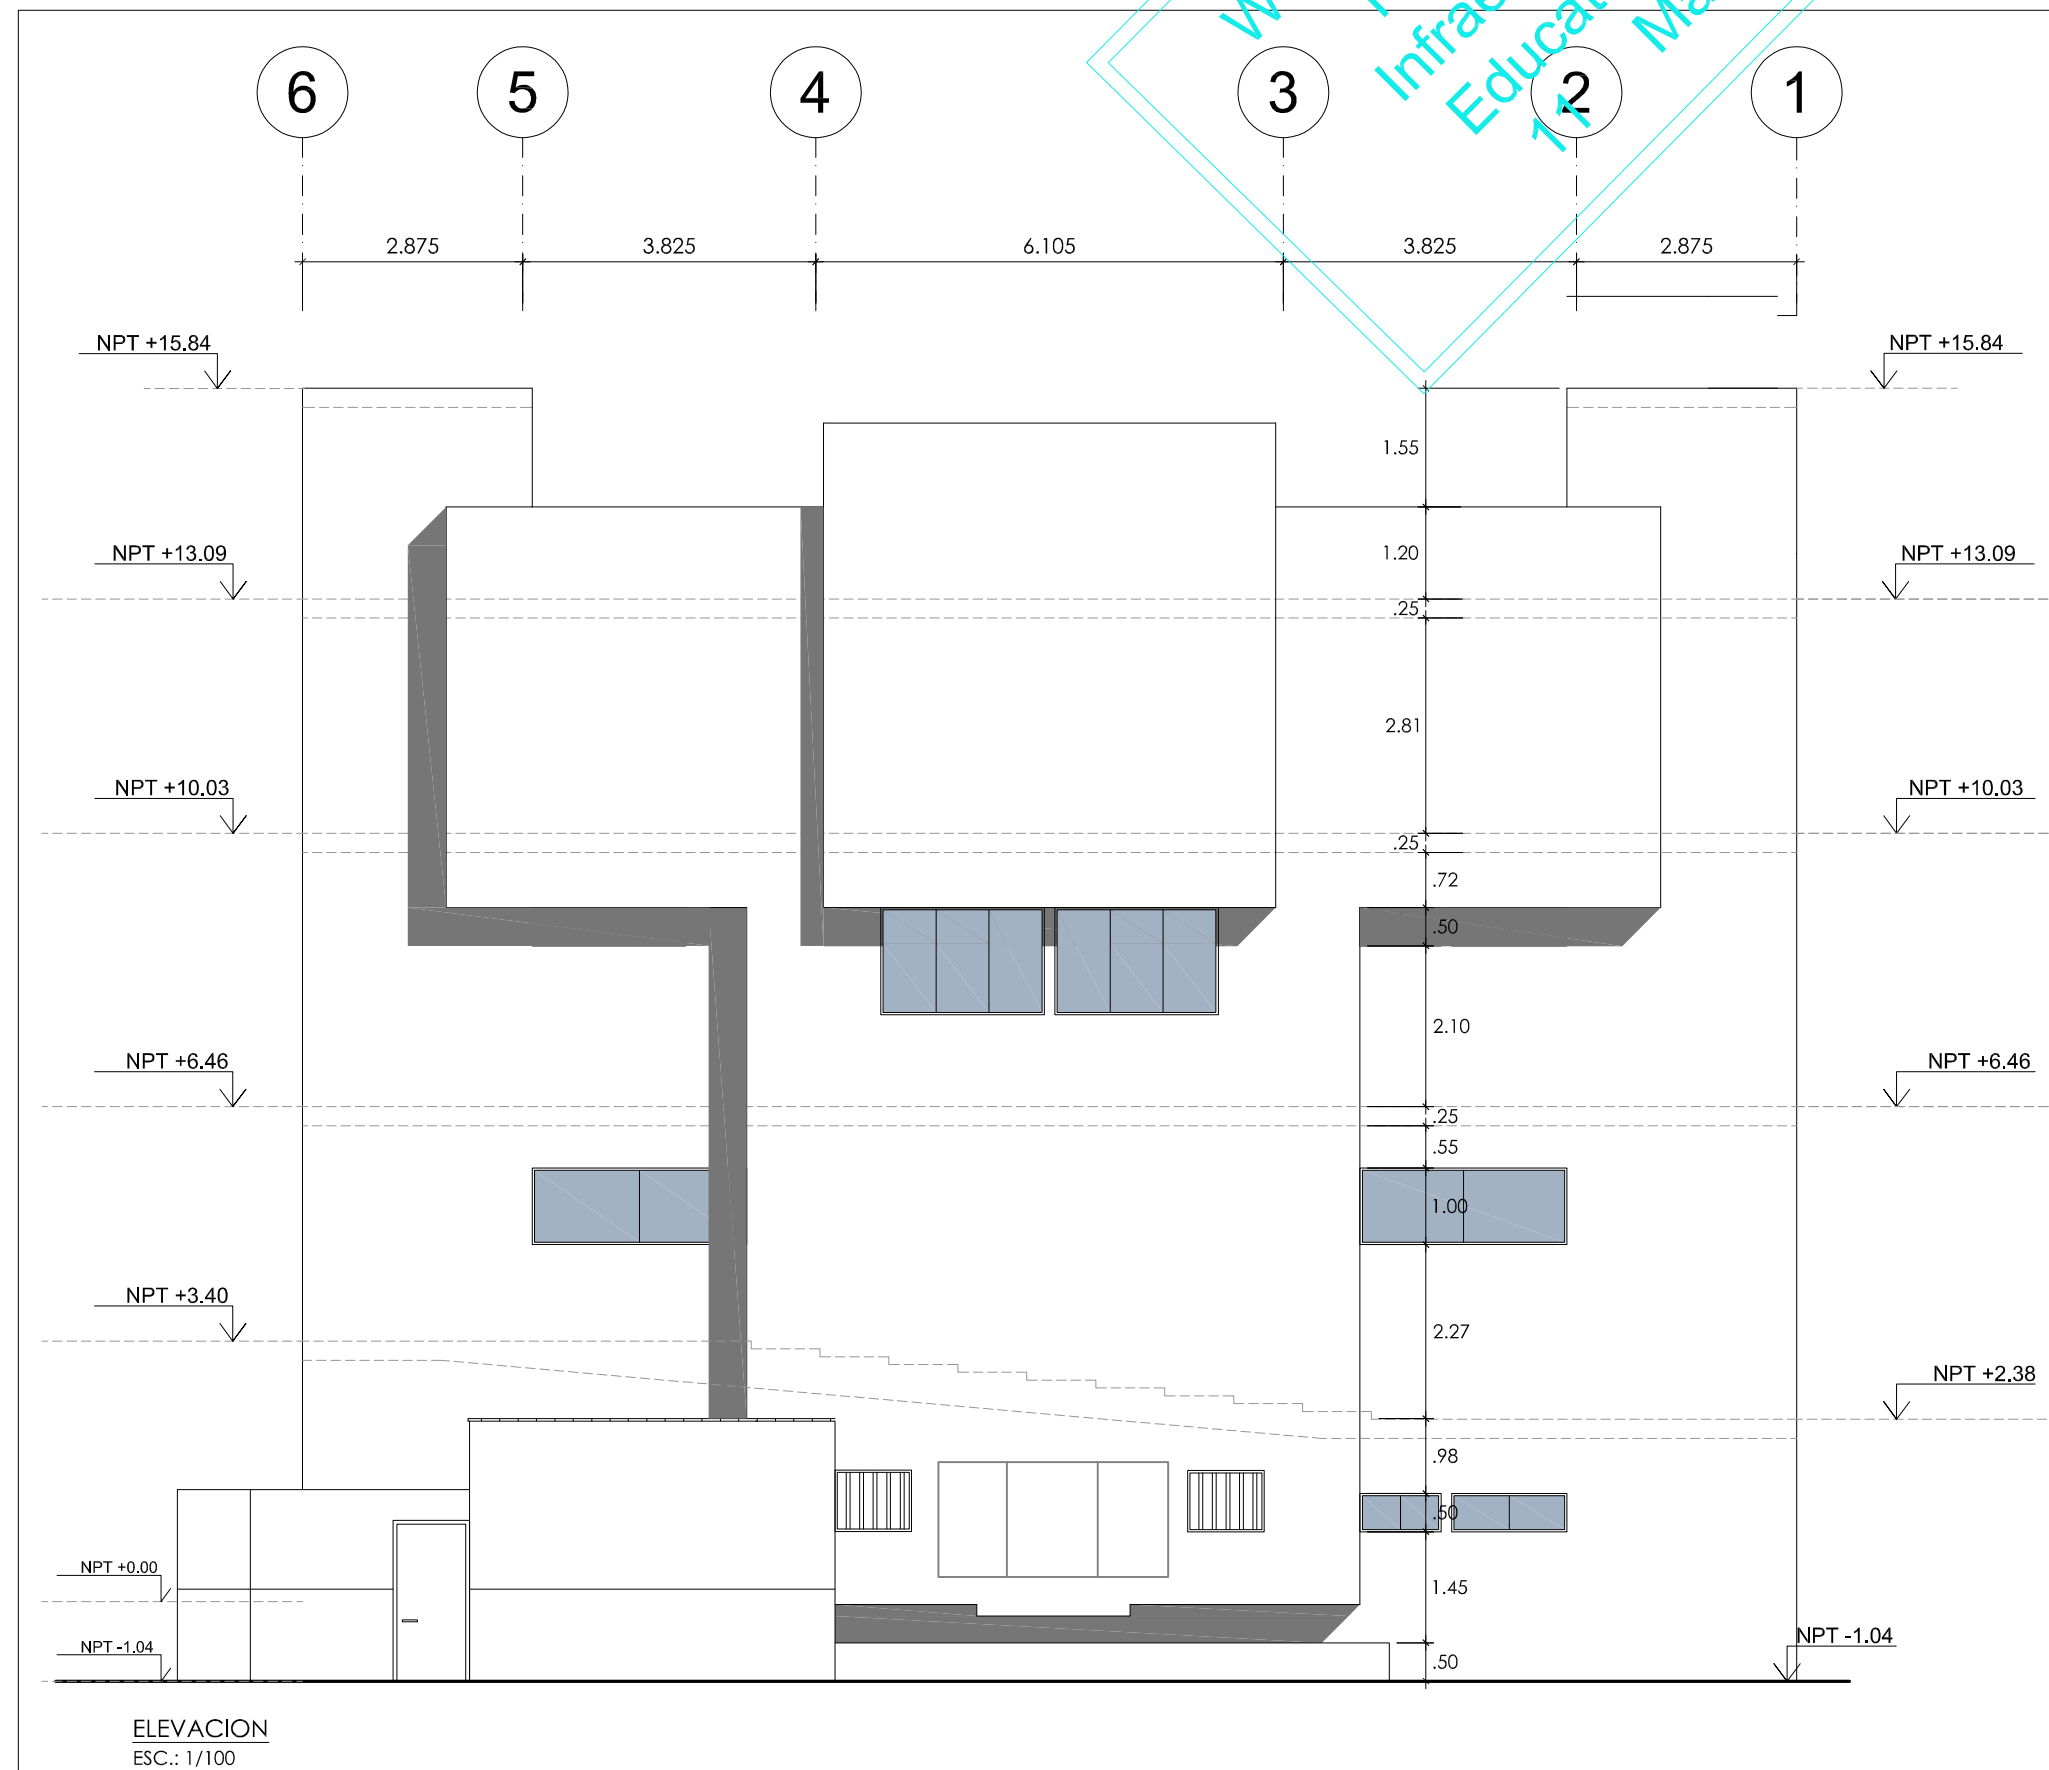 Infrae
Educat
11
Ma
6 5 4 3 2 1
2.875 3.825 6.105 3.825 2.875
NPT +15.84 NPT +15.84
1.55
NPT +13.09 1.20 NPT +13.09
.25
2.81
NPT +10.03 NPT +10.03
.25
.72
.50
2.10
NPT +6.46 NPT +6.46
.25
.55
1.00
NPT +3.40
2.27
NPT +2.38
.98
.50
NPT +0.00
1.45
NPT -1.04 NPT -1.04
.50
ELEVACION
ESC.: 1/100